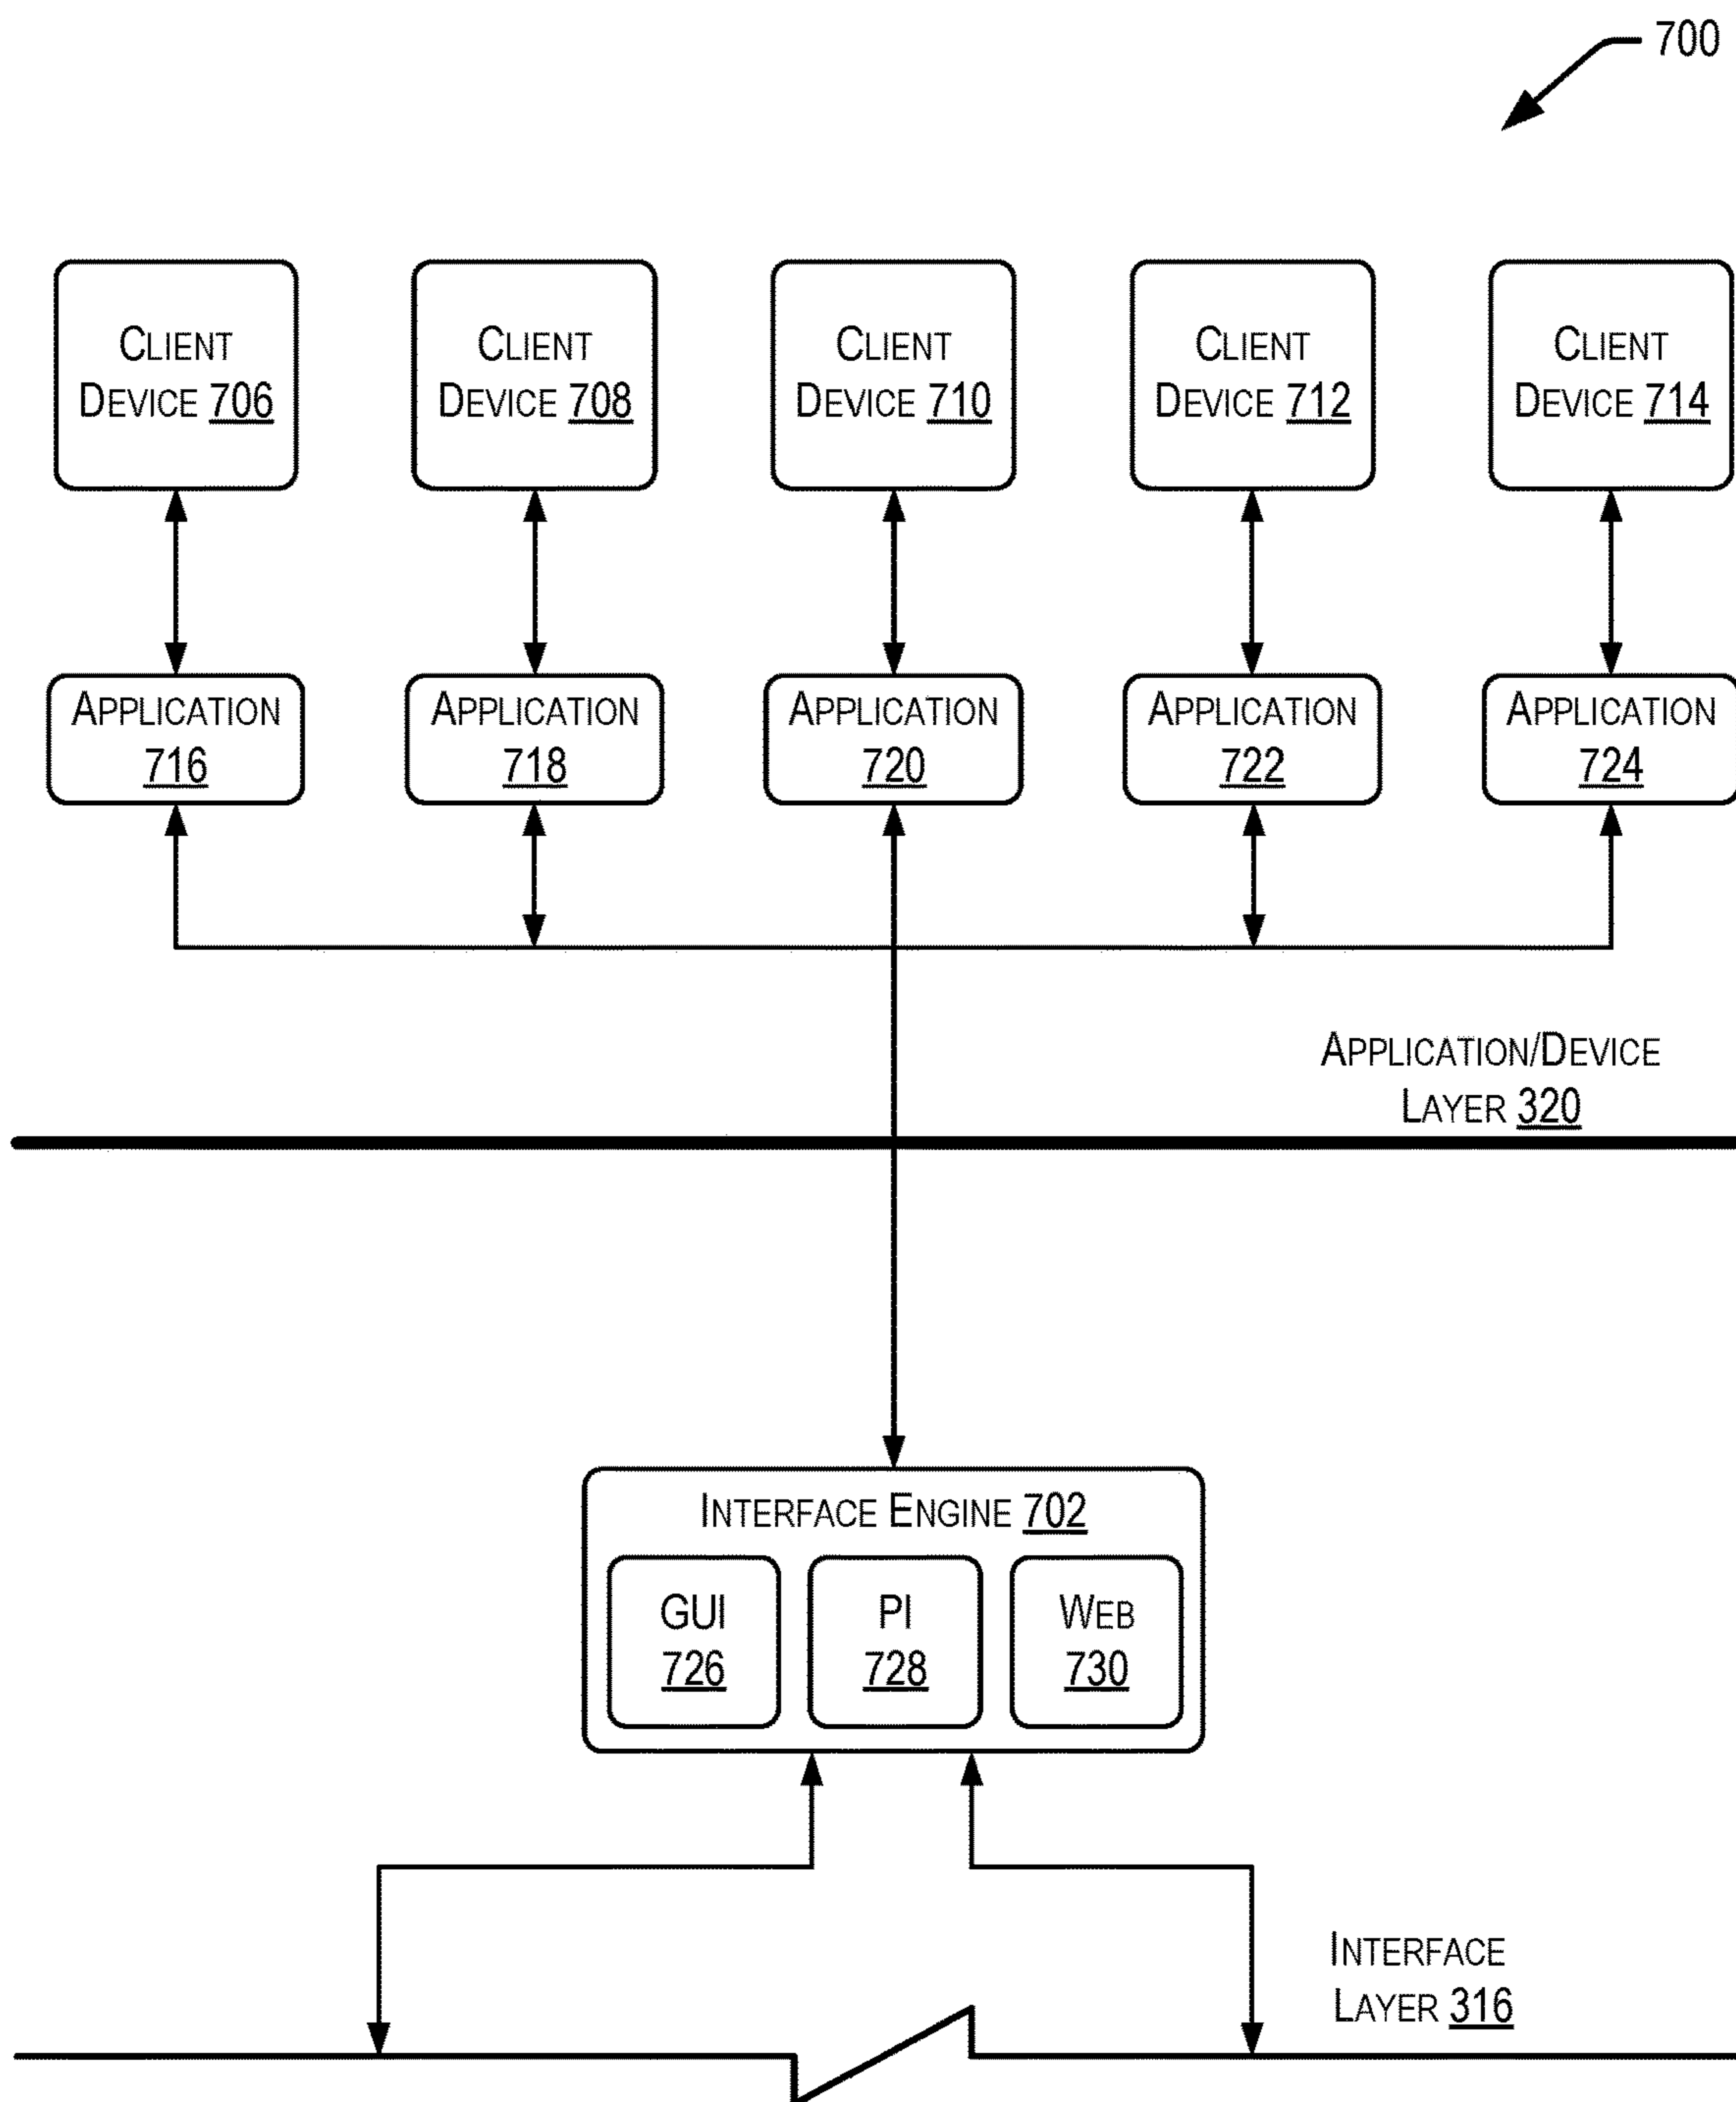 700
Client
Device 706
Client
Device 708
Client
Device 710
Client
Device 712
Client
Device 714
Application
716
Application
718
Application
720
Application
722
Application
724
Application/Device
Layer 320
Interface Engine 702
GUI
726
PI
728
Web
730
Interface
Layer 316